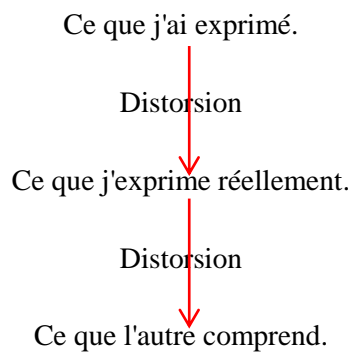 Ce que j'ai exprimé.
Distorsion
Ce que j'exprime réellement.
Distorsion
Ce que l'autre comprend.